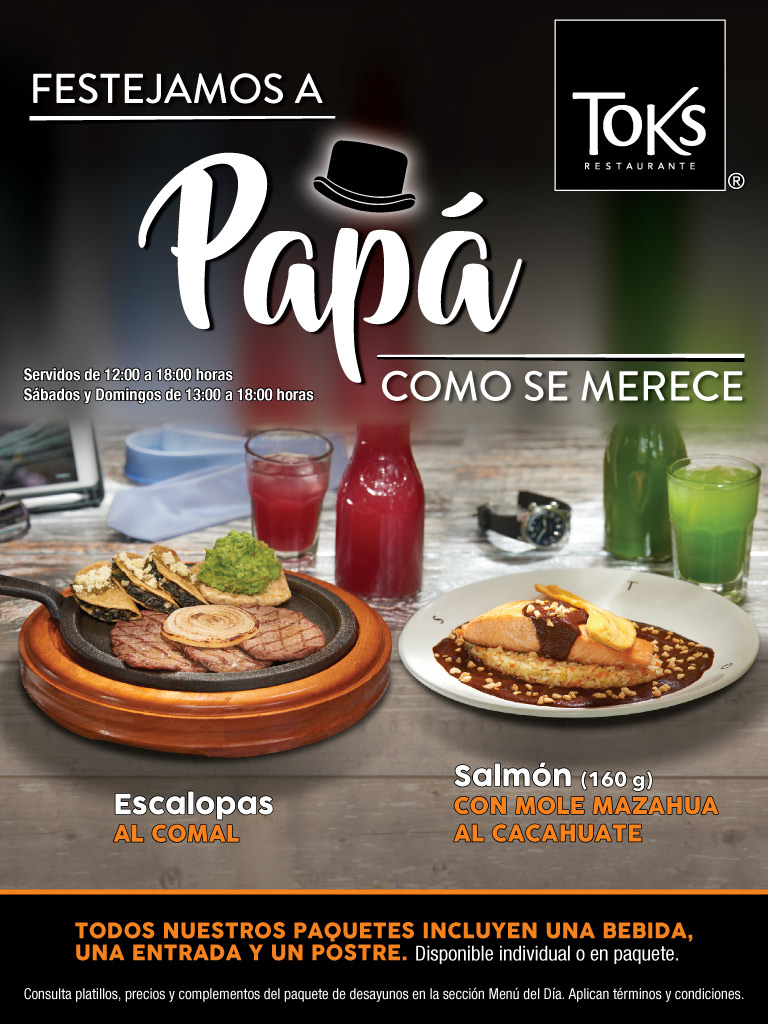 FESTEJAMOS A
TOKS
RESTAURANTE
®
Papá
Servidos de 12:00 a 18:00 horas
Sábados y Domingos de 13:00 a 18:00 horas
COMO SE MERECE
S T O
Escalopas
AL COMAL
Salmón (160 g)
CON MOLE MAZAHUA
AL CACAHUATE
TODOS NUESTROS PAQUETES INCLUYEN UNA BEBIDA,
UNA ENTRADA Y UN POSTRE. Disponible individual o en paquete.
Consulta platillos, precios y complementos del paquete de desayunos en la sección Menú del Día. Aplican términos y condiciones.